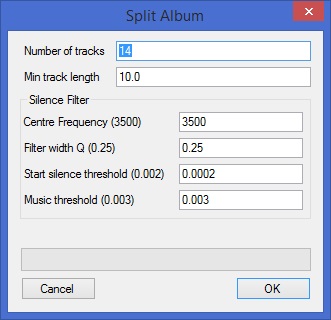 Split Album
Number of tracks 14
Min track length 10.0
Silence Filter
Centre Frequency (3500) 3500
Filter width Q (0.25) 0.25
Start silence threshold (0.002) 0.0002
Music threshold (0.003) 0.003
Cancel OK